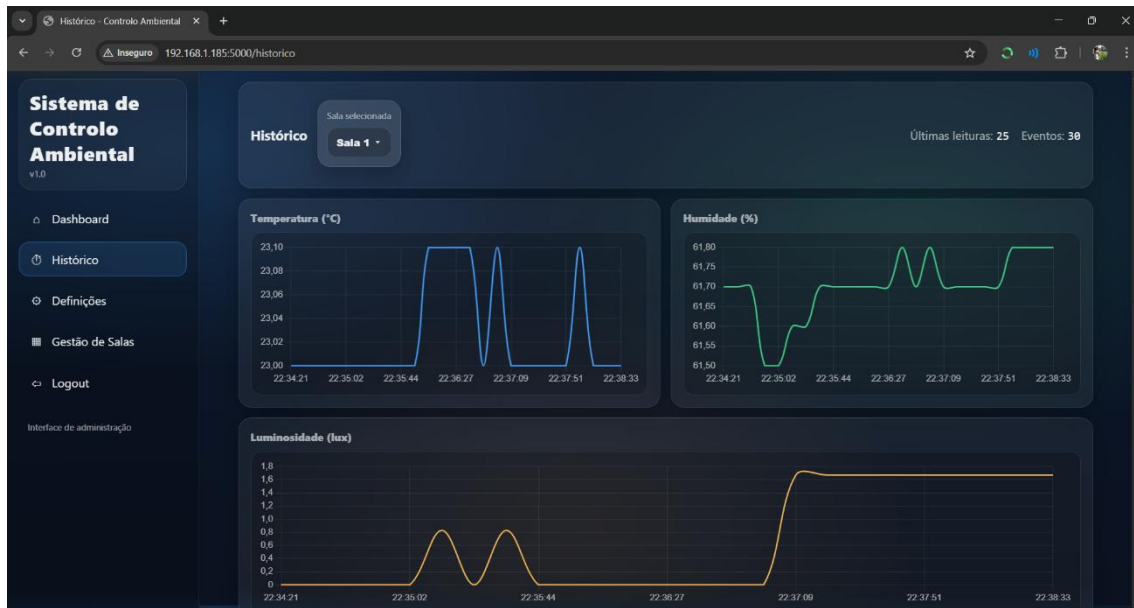 Histórico - Controlo Ambiental
Inseguro 192.168.1.185:5000/historico
Sistema de
Controlo
Ambiental
v1.0
Dashboard
Histórico
Definições
Gestão de Salas
Logout
Interface de administração
Histórico
Sala selecionada
Sala 1
Últimas leituras: 25 Eventos: 30
Temperatura (°C)
23,10
23,08
23,06
23,04
23,02
23,00
22:34:21 22:35:02 22:35:44 22:36:27 22:37:09 22:37:51 22:38:33
Humidade (%)
61,80
61,75
61,70
61,65
61,60
61,55
61,50
22:34:21 22:35:02 22:35:44 22:36:27 22:37:09 22:37:51 22:38:33
Luminosidade (lux)
1,8
1,6
1,4
1,2
1,0
0,8
0,6
0,4
0,2
0
22:34:21 22:35:02 22:35:44 22:36:27 22:37:09 22:37:51 22:38:33